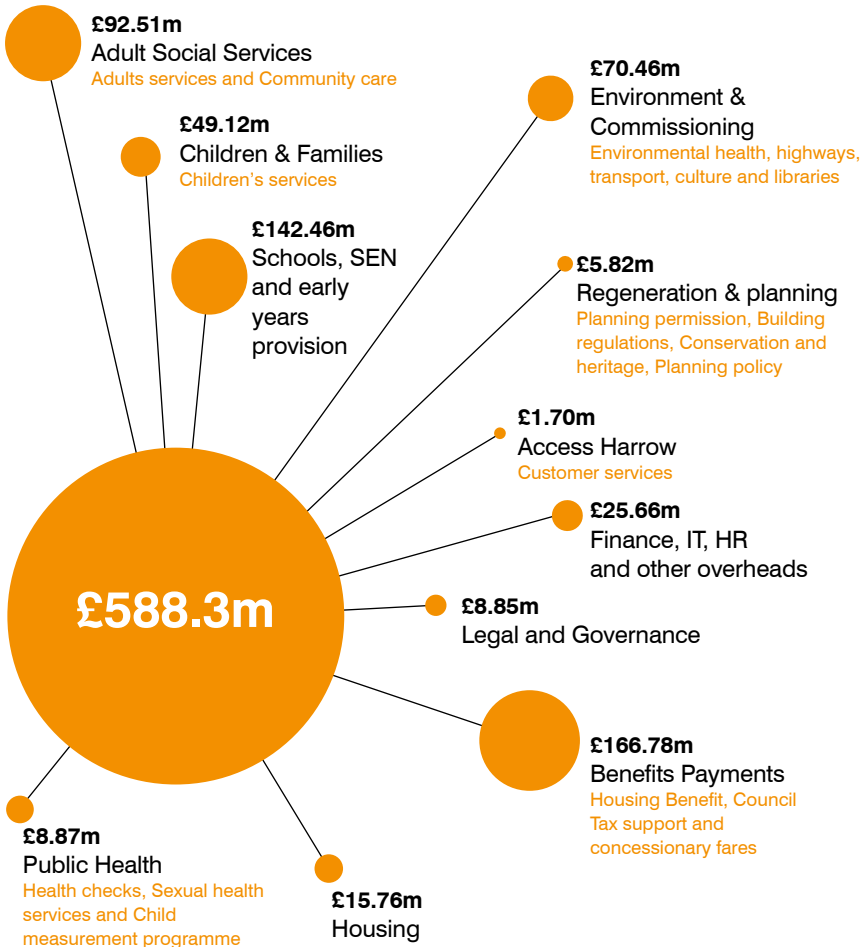 £92.51m
Adult Social Services
Adults services and Community care
£49.12m
Children & Families
Children's services
£142.46m
Schools, SEN
and early
years
provision
£70.46m
Environment &
Commissioning
Environmental health, highways,
transport, culture and libraries
£5.82m
Regeneration & planning
Planning permission, Building
regulations, Conservation and
heritage, Planning policy
£1.70m
Access Harrow
Customer services
£25.66m
Finance, IT, HR
and other overheads
£588.3m
£8.85m
Legal and Governance
£166.78m
Benefits Payments
Housing Benefit, Council
Tax support and
concessionary fares
£8.87m
Public Health
Health checks, Sexual health
services and Child
measurement programme
£15.76m
Housing